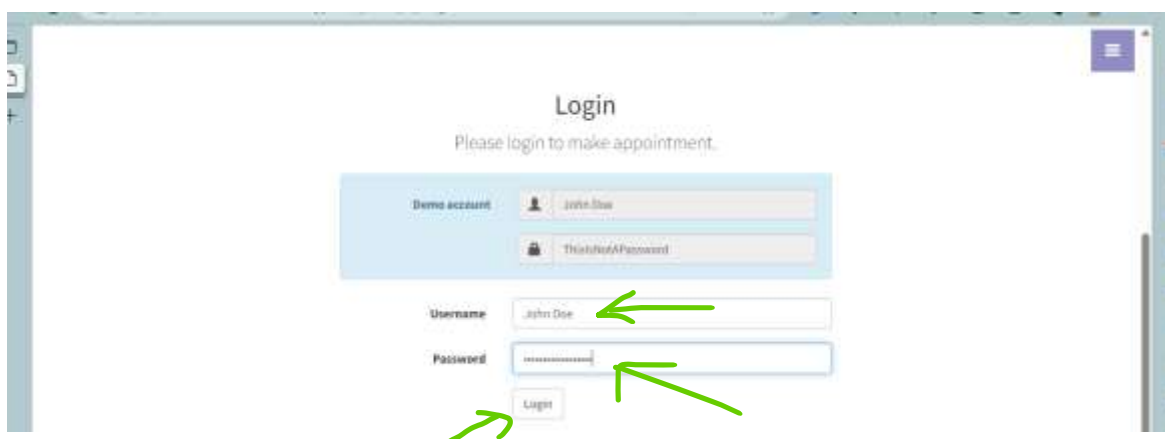 Login
Please login to make appointment.
Demo account John Doe
ThisIsNotAPassword
Username John Doe
Password
Login